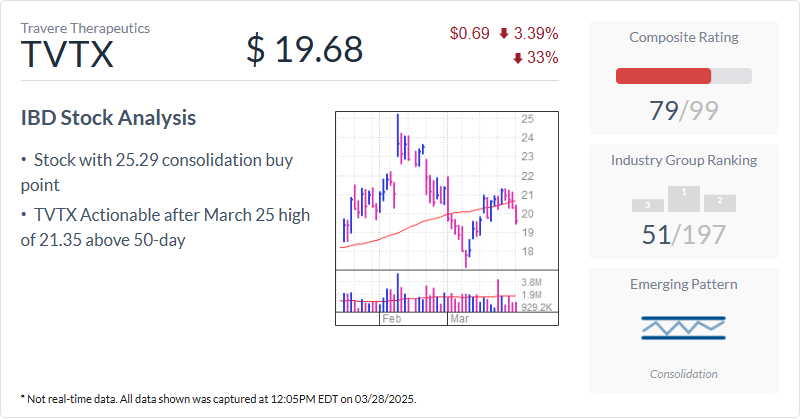 Travere Therapeutics
TVTX
$ 19.68
$0.69 3.39%
33%
IBD Stock Analysis
• Stock with 25.29 consolidation buy
point
• TVTX Actionable after March 25 high
of 21.35 above 50-day
25
24
23
22
21
20
19
18
3.8M
1.9M
929.2K
Feb
Mar
Composite Rating
79/99
Industry Group Ranking
3 1 2
51/197
Emerging Pattern
Consolidation
* Not real-time data. All data shown was captured at 12:05PM EDT on 03/28/2025.